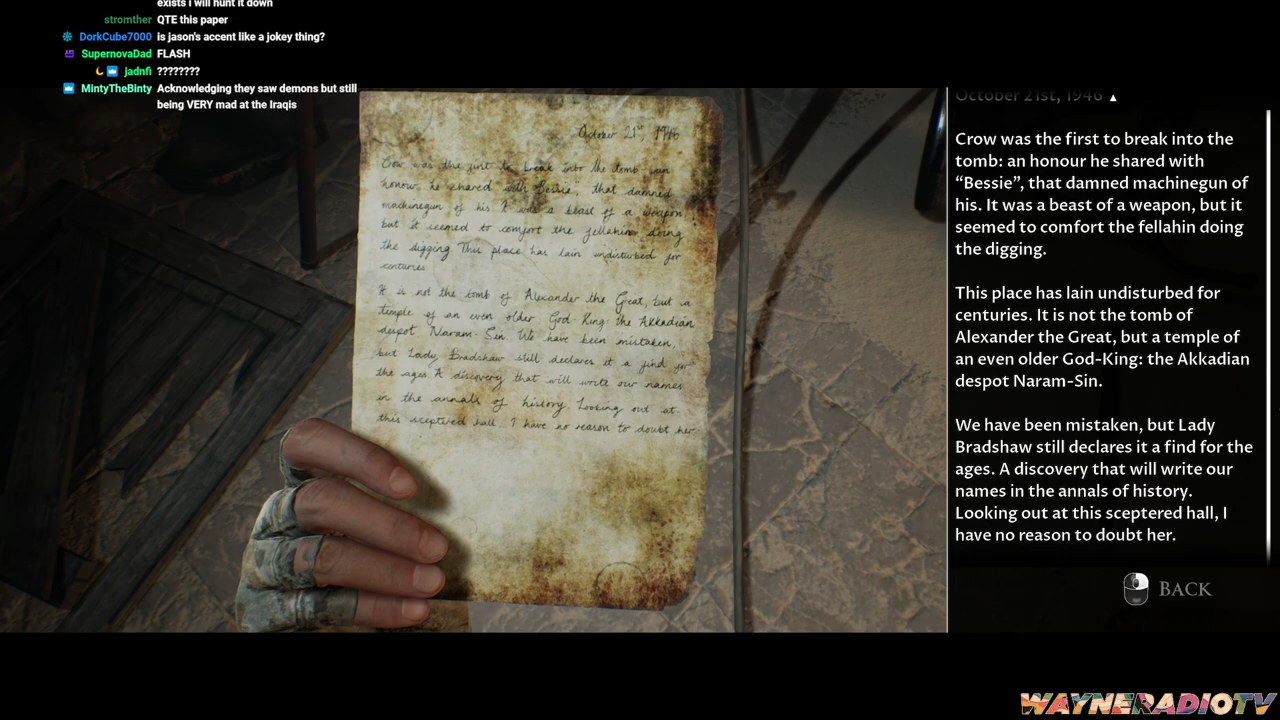 exists i will hunt it down
stromther QTE this paper
DorkCube7000 is jason's accent like a jokey thing?
SupernovaDad FLASH
jadnfi ????????
MintyTheBinty Acknowledging they saw demons but still
being VERY mad at the Iraqis
October 21st, 1946
Crow was the first to break into the tomb: an
honour he shared with Bessie, that damned
machinegun of his. It was a beast of a weapon,
but it seemed to comfort the fellahin doing
the digging. This place has lain undisturbed for
centuries.
It is not the tomb of Alexander the Great, but a
temple of an even older God-King: the Akkadian
despot Naram-Sin. We have been mistaken,
but Lady Bradshaw still declares it a find for
the ages. A discovery that will write our names
in the annals of history. Looking out at
this sceptered hall, I have no reason to doubt her
October 21st, 1946 ▲
Crow was the first to break into the
tomb: an honour he shared with
“Bessie”, that damned machinegun of
his. It was a beast of a weapon, but it
seemed to comfort the fellahin doing
the digging.
This place has lain undisturbed for
centuries. It is not the tomb of
Alexander the Great, but a temple of
an even older God-King: the Akkadian
despot Naram-Sin.
We have been mistaken, but Lady
Bradshaw still declares it a find for the
ages. A discovery that will write our
names in the annals of history.
Looking out at this sceptered hall, I
have no reason to doubt her.
BACK
WAYNERADIOTV